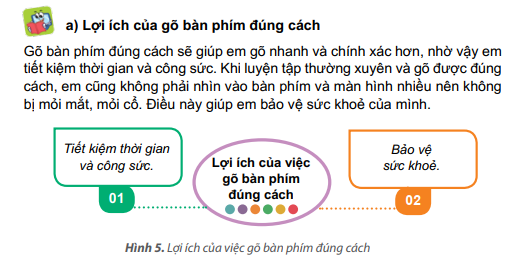 a) Lợi ích của gõ bàn phím đúng cách
Gõ bàn phím đúng cách sẽ giúp em gõ nhanh và chính xác hơn, nhờ vậy em
tiết kiệm thời gian và công sức. Khi luyện tập thường xuyên và gõ được đúng
cách, em cũng không phải nhìn vào bàn phím và màn hình nhiều nên không
bị mỏi mắt, mỏi cổ. Điều này giúp em bảo vệ sức khoẻ của mình.
Tiết kiệm thời gian
và công sức.
01
Lợi ích của việc
gõ bàn phím
đúng cách
Bảo vệ
sức khoẻ.
02
Hình 5. Lợi ích của việc gõ bàn phím đúng cách